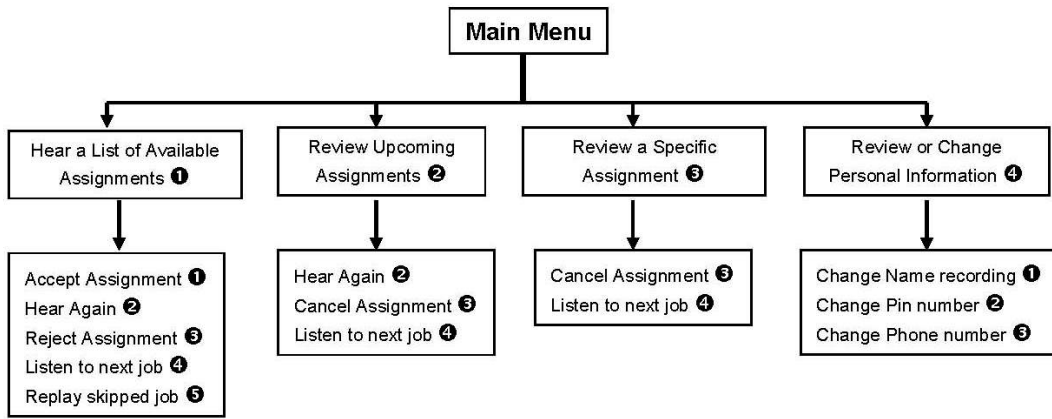 Main Menu
Hear a List of Available
Assignments ❶
Review Upcoming
Assignments ❷
Review a Specific
Assignment ❸
Review or Change
Personal Information ❹
Accept Assignment ❶
Hear Again ❷
Reject Assignment ❸
Listen to next job ❹
Replay skipped job ❺
Hear Again ❷
Cancel Assignment ❸
Listen to next job ❹
Cancel Assignment ❸
Listen to next job ❹
Change Name recording ❶
Change Pin number ❷
Change Phone number ❸